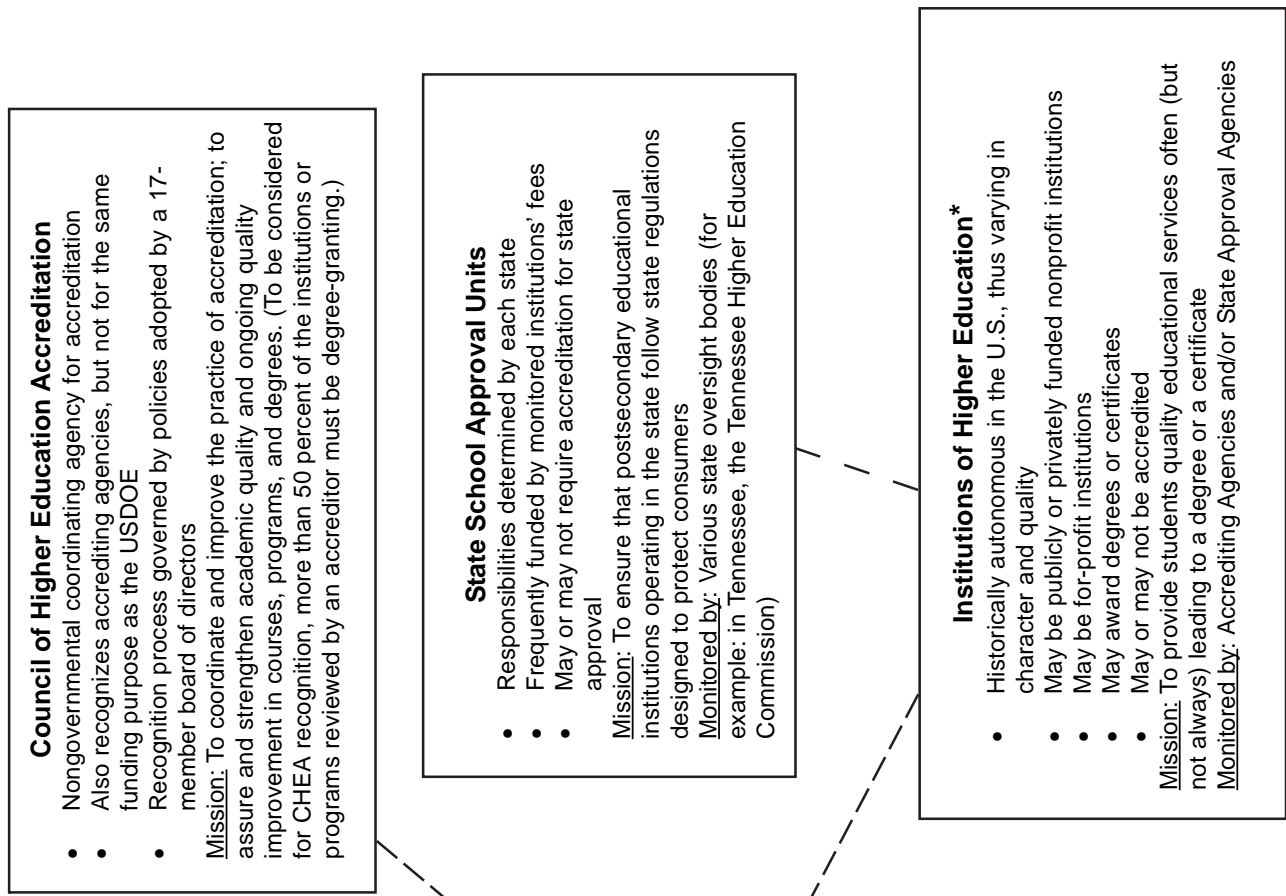 Council of Higher Education Accreditation
• Nongovernmental coordinating agency for accreditation
• Also recognizes accrediting agencies, but not for the same
funding purpose as the USDOE
• Recognition process governed by policies adopted by a 17-
member board of directors
Mission: To coordinate and improve the practice of accreditation; to
assure and strengthen academic quality and ongoing quality
improvement in courses, programs, and degrees. (To be considered
for CHEA recognition, more than 50 percent of the institutions or
programs reviewed by an accreditor must be degree-granting.)
State School Approval Units
• Responsibilities determined by each state
• Frequently funded by monitored institutions’ fees
• May or may not require accreditation for state
approval
Mission: To ensure that postsecondary educational
institutions operating in the state follow state regulations
designed to protect consumers
Monitored by: Various state oversight bodies (for
example: in Tennessee, the Tennessee Higher Education
Commission)
Institutions of Higher Education*
• Historically autonomous in the U.S., thus varying in
character and quality
• May be publicly or privately funded nonprofit institutions
• May be for-profit institutions
• May award degrees or certificates
• May or may not be accredited
Mission: To provide students quality educational services often (but
not always) leading to a degree or a certificate
Monitored by: Accrediting Agencies and/or State Approval Agencies